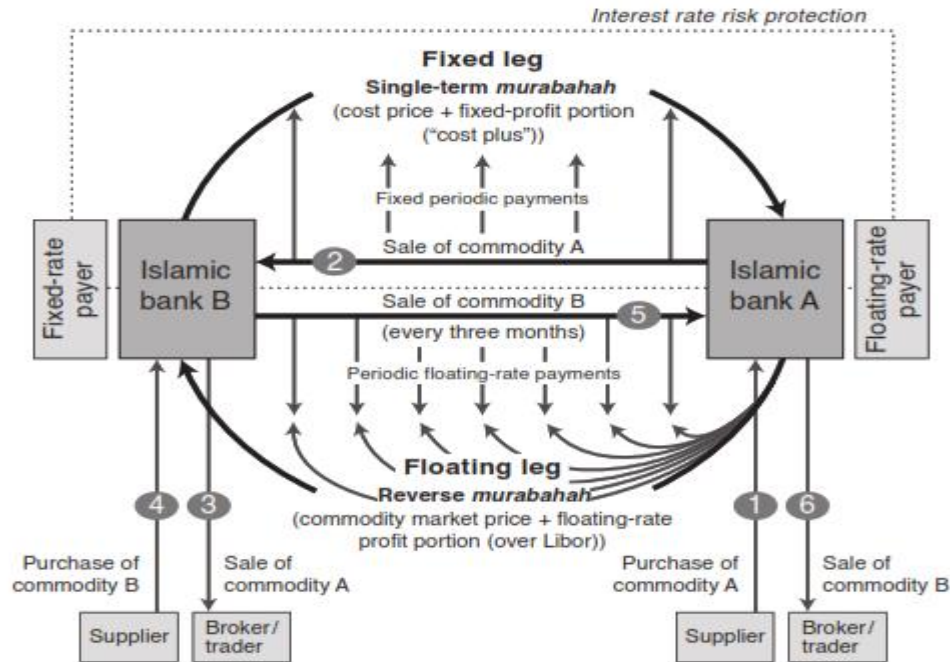 Interest rate risk protection
Fixed leg
Single-term murabahah
(cost price + fixed-profit portion
(“cost plus”))
Fixed periodic payments
Sale of commodity A
2
Fixed-rate
payer
Islamic
bank B
Islamic
bank A
Floating-rate
payer
Sale of commodity B
5
(every three months)
Periodic floating-rate payments
Floating leg
Reverse murabahah
(commodity market price + floating-rate
profit portion (over Libor))
4
3
1
6
Purchase of
commodity B
Sale of
commodity A
Purchase of
commodity A
Sale of
commodity B
Supplier
Broker/
trader
Supplier
Broker/
trader